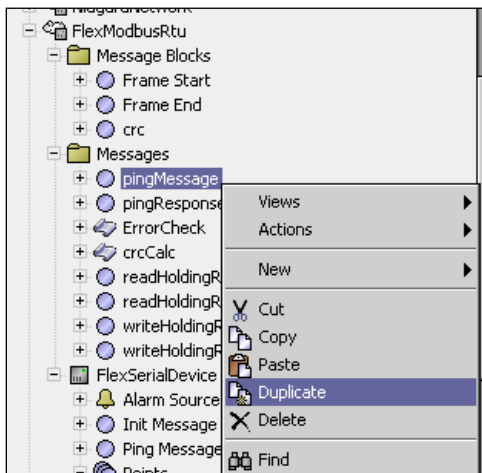 NiagaraNetwork
FlexModbusRtu
Message Blocks
Frame Start
Frame End
crc
Messages
pingMessage
pingResponse
ErrorCheck
crcCalc
readHoldingR
readHoldingR
writeHoldingR
writeHoldingR
FlexSerialDevice
Alarm Source
Init Message
Ping Message
Points
Views
Actions
New
Cut
Copy
Paste
Duplicate
Delete
Find